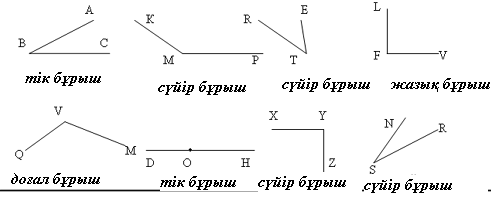 A K R E L
B C M P T F V
тік бұрыш сүйір бұрыш сүйір бұрыш жазық бұрыш
V X Y N R
Q M D O H Z S
доғал бұрыш тік бұрыш сүйір бұрыш сүйір бұрыш